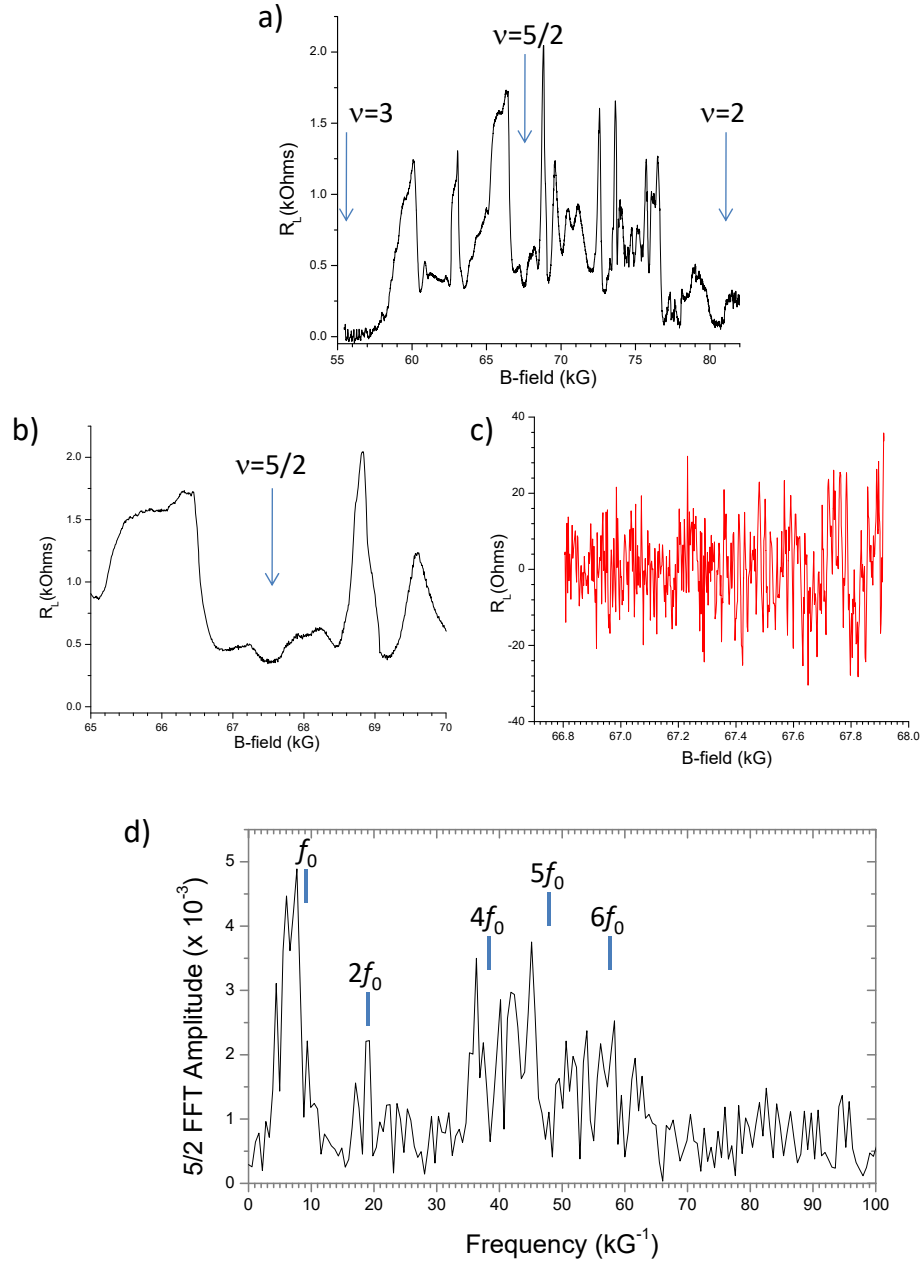 a)
ν=5/2
ν=3
ν=2
2.0
1.5
1.0
0.5
0.0
R_L(kOhms)
55 60 65 70 75 80
B-field (kG)
b)
ν=5/2
2.0
1.5
1.0
0.5
0.0
R_L(kOhms)
65 66 67 68 69 70
B-field (kG)
c)
40
20
0
-20
-40
R_L(Ohms)
66.8 67.0 67.2 67.4 67.6 67.8 68.0
B-field (kG)
d)
f₀
2f₀
4f₀
5f₀
6f₀
5
4
3
2
1
0
5/2 FFT Amplitude (x 10⁻³)
0 10 20 30 40 50 60 70 80 90 100
Frequency (kG⁻¹)